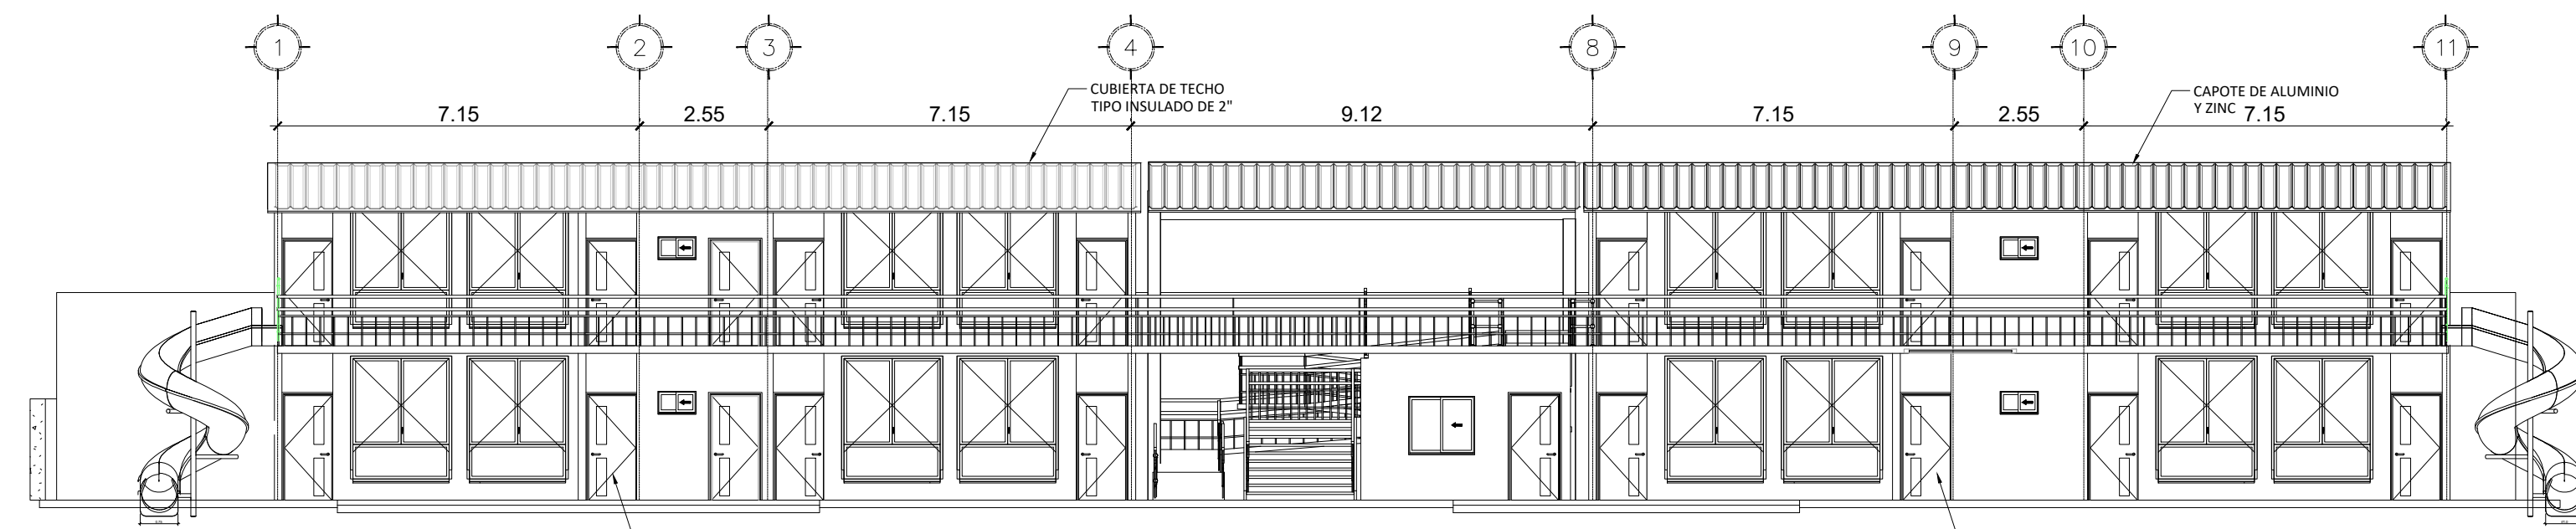 1 2 3 4 8 9 10 11
CUBIERTA DE TECHO
TIPO INSULADO DE 2"
CAPOTE DE ALUMINIO
Y ZINC
7.15 2.55 7.15 9.12 7.15 2.55 7.15